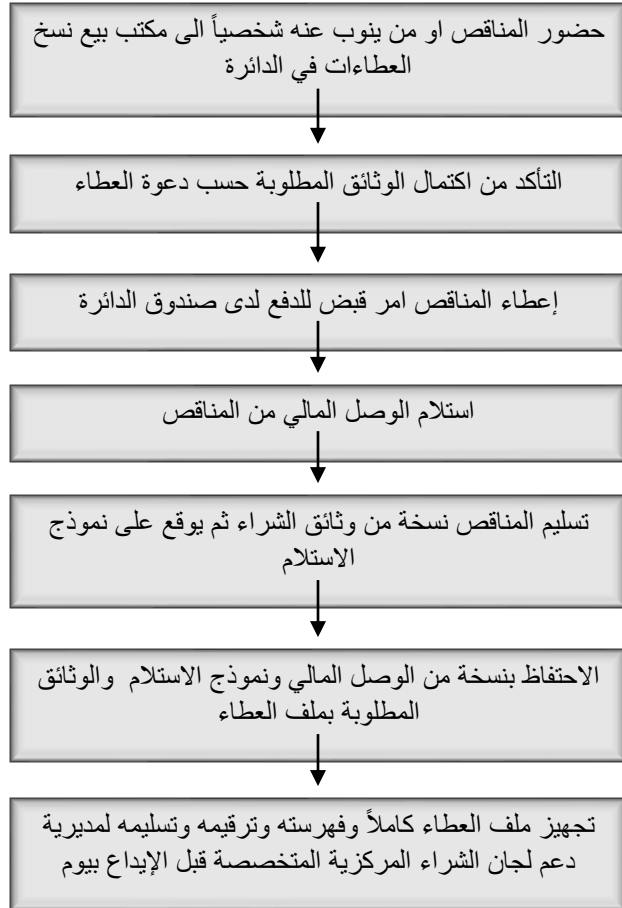 حضور المناقص او من ينوب عنه شخصياً الى مكتب بيع نسخ
العطاءات في الدائرة
التأكد من اكتمال الوثائق المطلوبة حسب دعوة العطاء
إعطاء المناقص امر قبض للدفع لدى صندوق الدائرة
استلام الوصل المالي من المناقص
تسليم المناقص نسخة من وثائق الشراء ثم يوقع على نموذج
الاستلام
الاحتفاظ بنسخة من الوصل المالي ونموذج الاستلام والوثائق
المطلوبة بملف العطاء
تجهيز ملف العطاء كاملاً وفهرسته وترقيمه وتسليمه لمديرية
دعم لجان الشراء المركزية المتخصصة قبل الإيداع بيوم